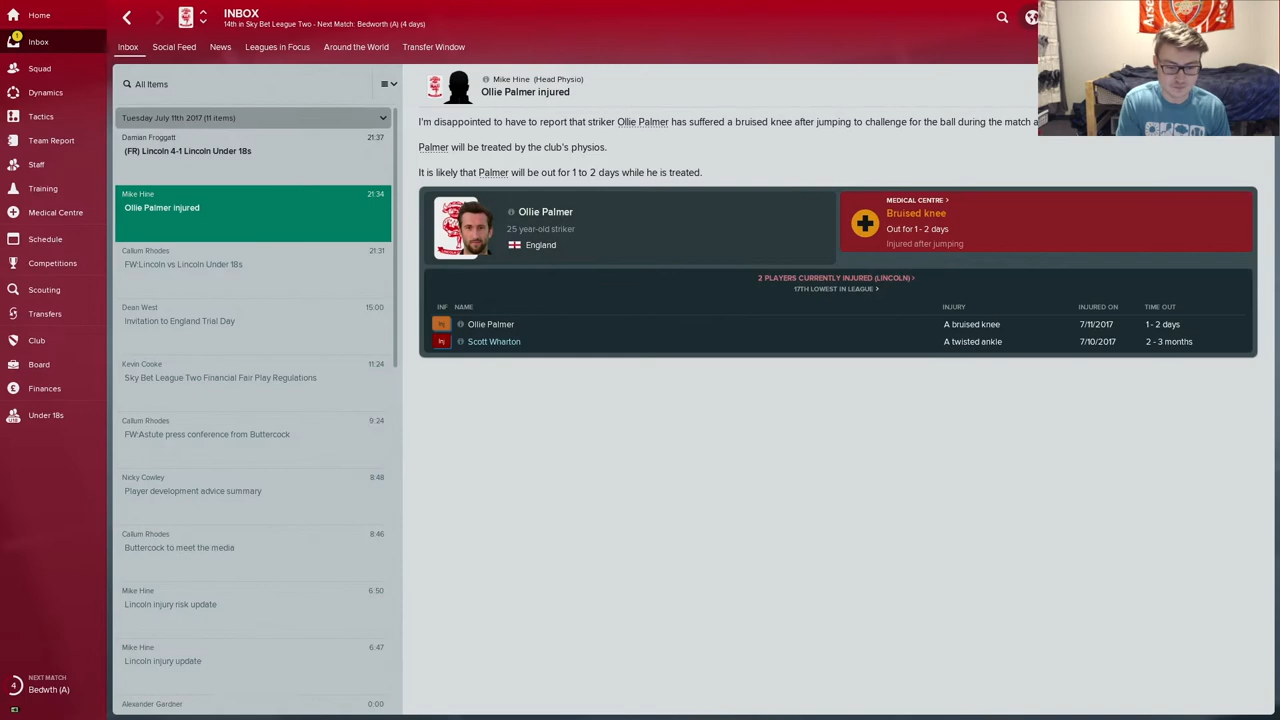 Home
INBOX
14th in Sky Bet League Two - Next Match: Bedworth (A) (4 days)
1
Inbox
Inbox
Social Feed
News
Leagues in Focus
Around the World
Transfer Window
Squad
Dynamics
Tactics
Team Report
Staff
Training
Medical Centre
Schedule
Competitions
Scouting
Transfers
Club
Board
Finances
Under 18s
4
NEXT MATCH
Bedwth (A)
All Items
Tuesday July 11th 2017 (11 items)
Damian Froggatt 21:37
(FR) Lincoln 4-1 Lincoln Under 18s
Mike Hine 21:34
Ollie Palmer injured
Callum Rhodes 21:31
FW:Lincoln vs Lincoln Under 18s
Dean West 15:00
Invitation to England Trial Day
Kevin Cooke 11:24
Sky Bet League Two Financial Fair Play Regulations
Callum Rhodes 9:24
FW:Astute press conference from Buttercock
Nicky Cowley 8:48
Player development advice summary
Callum Rhodes 8:46
Buttercock to meet the media
Mike Hine 6:50
Lincoln injury risk update
Mike Hine 6:47
Lincoln injury update
Alexander Gardner 0:00
Mike Hine (Head Physio)
Ollie Palmer injured
I'm disappointed to have to report that striker Ollie Palmer has suffered a bruised knee after jumping to challenge for the ball during the match a
Palmer will be treated by the club's physios.
It is likely that Palmer will be out for 1 to 2 days while he is treated.
Ollie Palmer
25 year-old striker
England
MEDICAL CENTRE >
Bruised knee
Out for 1 - 2 days
Injured after jumping
2 PLAYERS CURRENTLY INJURED (LINCOLN) >
17TH LOWEST IN LEAGUE >
INF NAME INJURY INJURED ON TIME OUT
Inj Ollie Palmer A bruised knee 7/11/2017 1 - 2 days
Inj Scott Wharton A twisted ankle 7/10/2017 2 - 3 months